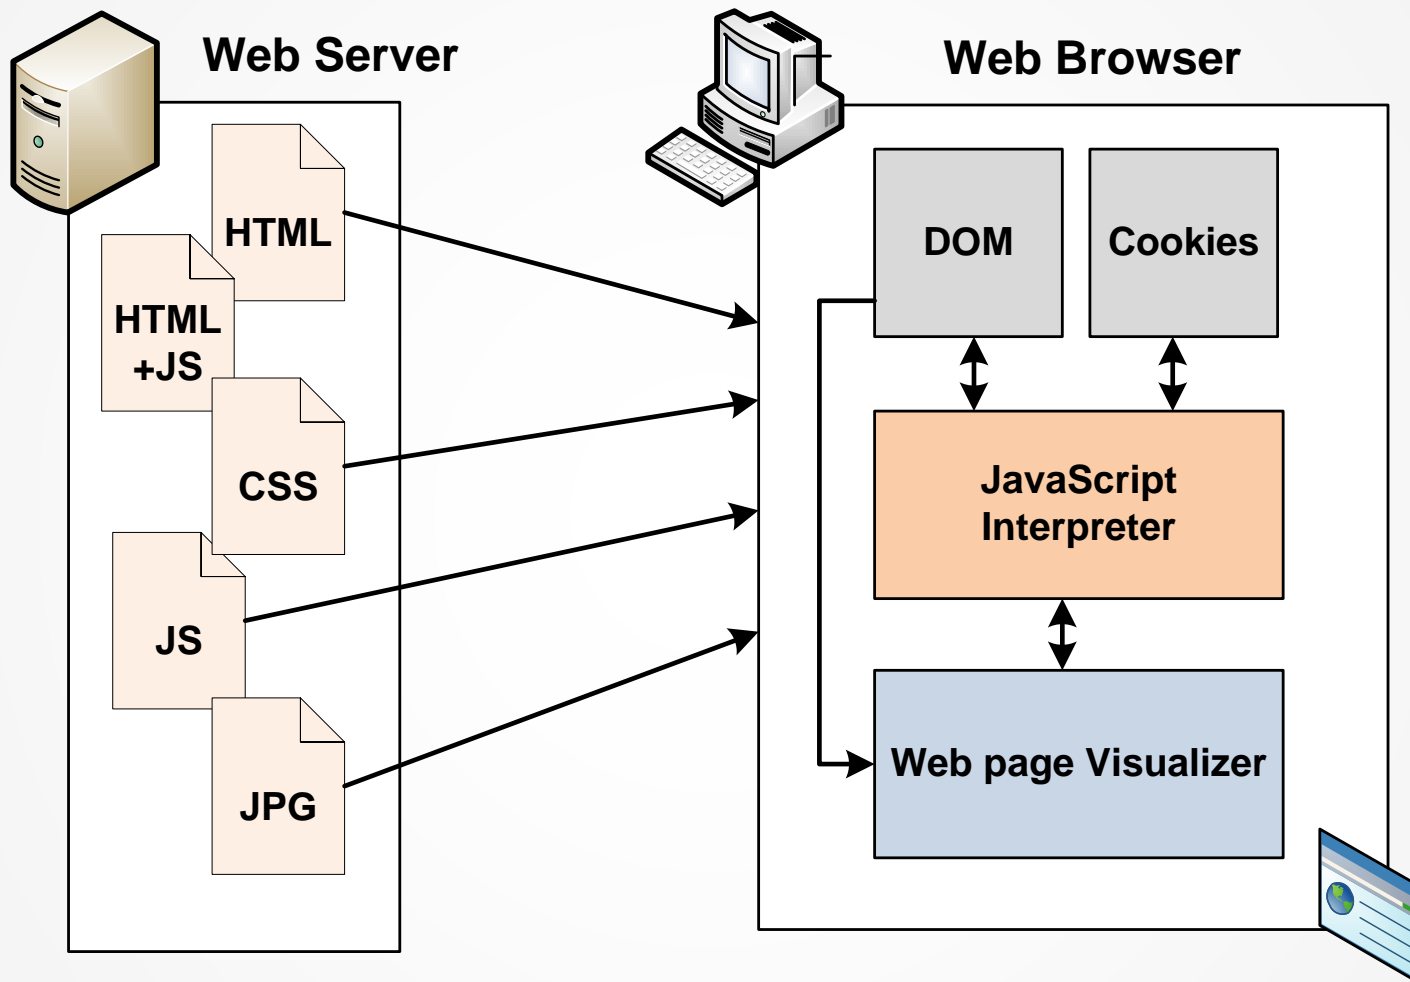 Web Server
HTML
HTML
+JS
CSS
JS
JPG
Web Browser
DOM
Cookies
JavaScript
Interpreter
Web page Visualizer